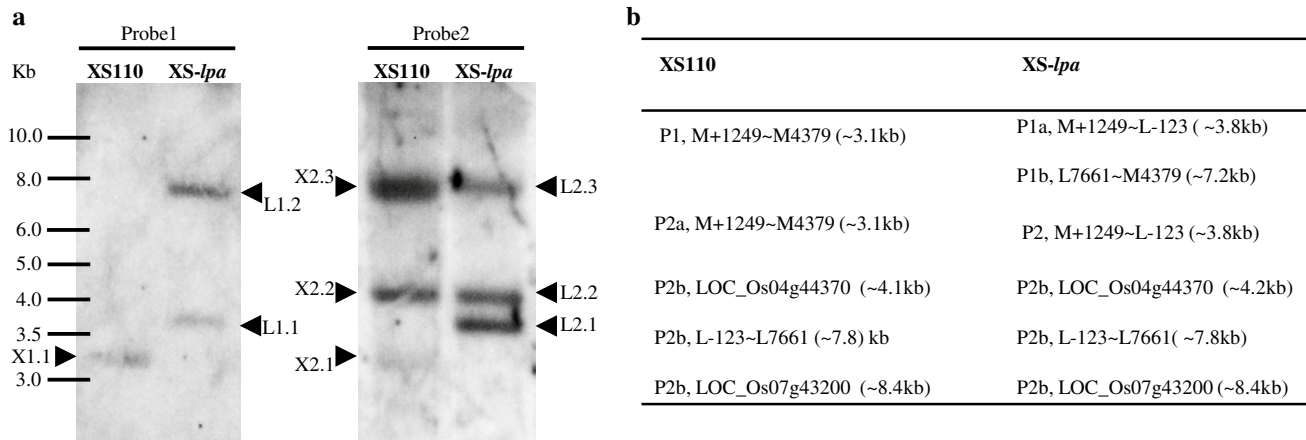 a
Probe1
Probe2
Kb
XS110
XS-lpa
XS110
XS-lpa
10.0
8.0
6.0
5.0
4.0
3.5
3.0
X1.1
L1.2
L1.1
X2.3
X2.2
X2.1
L2.3
L2.2
L2.1
b
XS110 XS-lpa
P1, M+1249~M4379 (~3.1kb) P1a, M+1249~L-123 ( ~3.8kb)
P1b, L7661~M4379 (~7.2kb)
P2a, M+1249~M4379 (~3.1kb) P2, M+1249~L-123 (~3.8kb)
P2b, LOC_Os04g44370 (~4.1kb) P2b, LOC_Os04g44370 (~4.2kb)
P2b, L-123~L7661 (~7.8) kb P2b, L-123~L7661( ~7.8kb)
P2b, LOC_Os07g43200 (~8.4kb) P2b, LOC_Os07g43200 (~8.4kb)